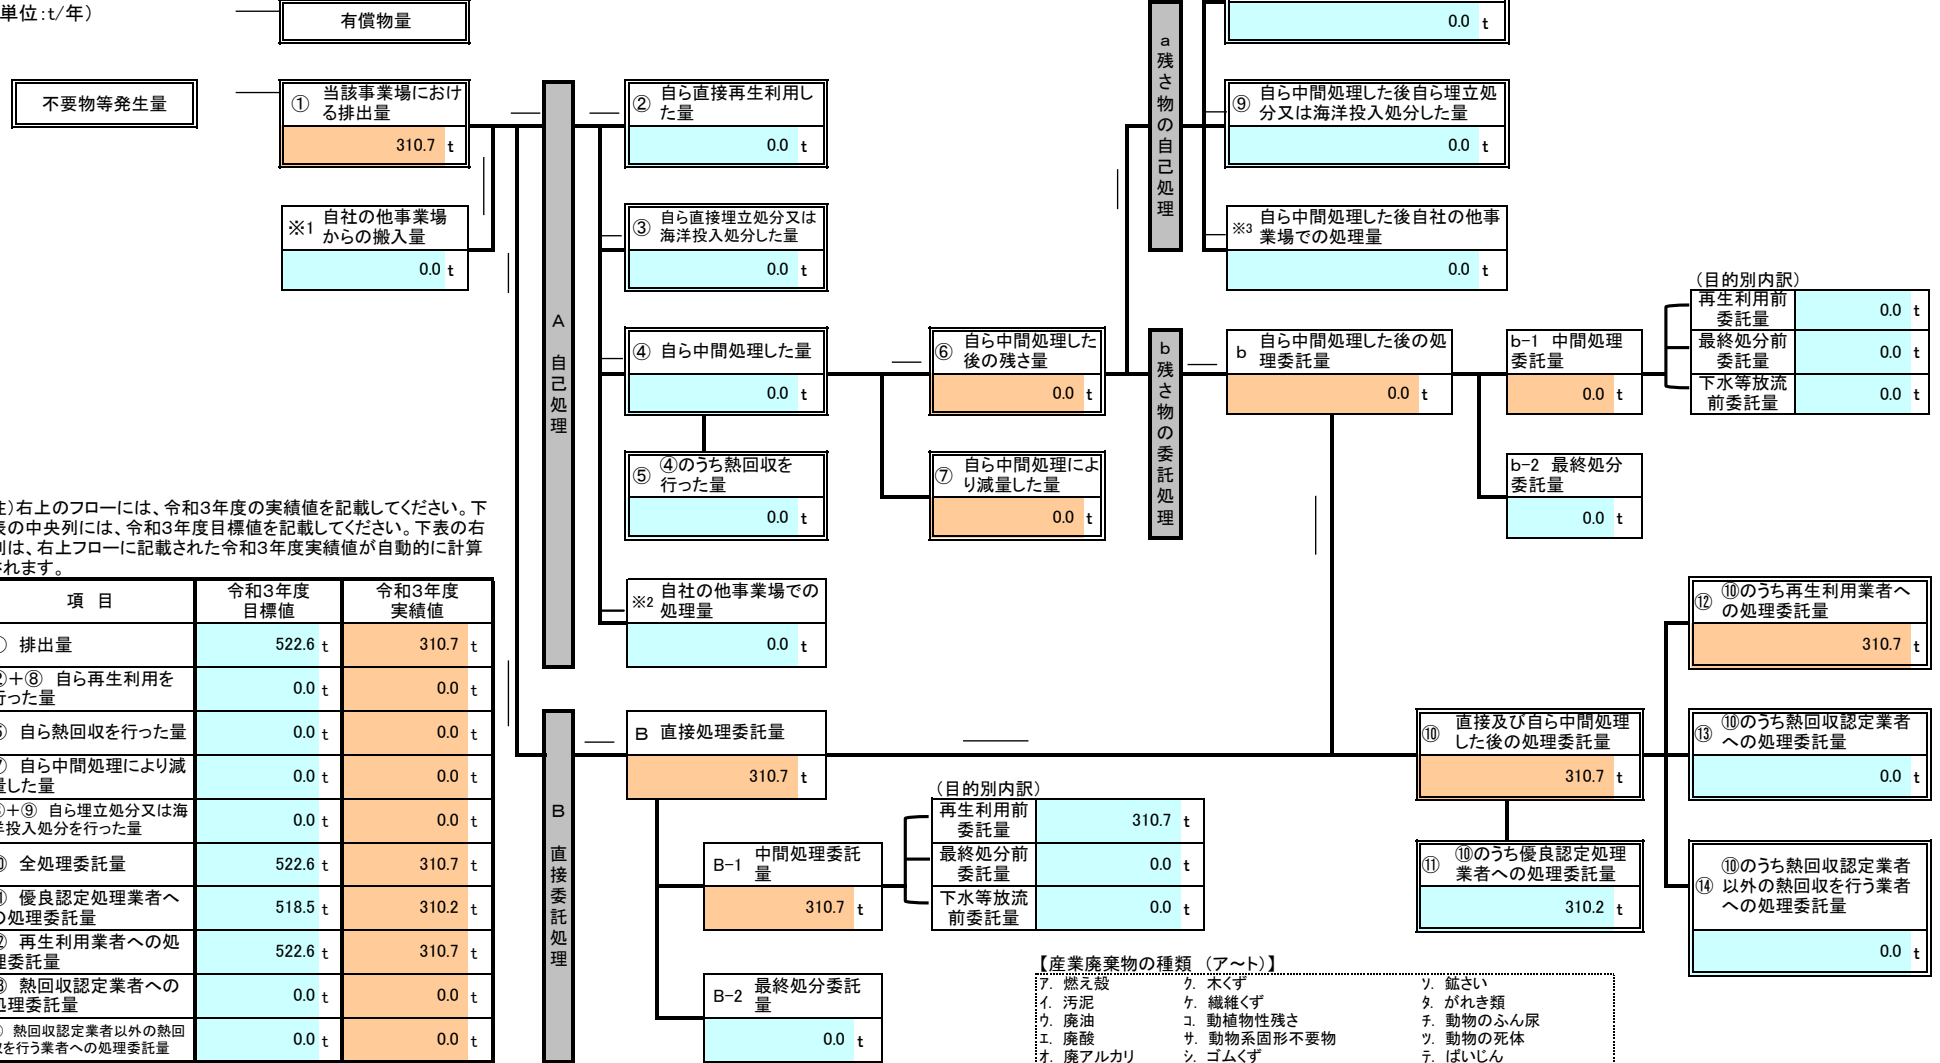 単位:t/年）
有償物量
0.0 t
不要物等発生量
① 当該事業場におけ
る排出量
310.7 t
※1 自社の他事業場
からの搬入量
0.0 t
A 自己処理
② 自ら直接再生利用し
た量
0.0 t
③ 自ら直接埋立処分又は
海洋投入処分した量
0.0 t
④ 自ら中間処理した量
0.0 t
⑤ ④のうち熱回収を
行った量
0.0 t
※2 自社の他事業場での
処理量
0.0 t
⑥ 自ら中間処理した
後の残さ量
0.0 t
⑦ 自ら中間処理によ
り減量した量
0.0 t
a残さ物の自己処理
⑨ 自ら中間処理した後自ら埋立処
分又は海洋投入処分した量
0.0 t
※3 自ら中間処理した後自社の他事
業場での処理量
0.0 t
b残さ物の委託処理
b 自ら中間処理した後の処
理委託量
0.0 t
b-1 中間処理
委託量
0.0 t
b-2 最終処分
委託量
0.0 t
（目的別内訳）
再生利用前
委託量 0.0 t
最終処分前
委託量 0.0 t
下水等放流
前委託量 0.0 t
)右上のフローには、令和3年度の実績値を記載してください。下
の中央列には、令和3年度目標値を記載してください。下表の右
は、右上フローに記載された令和3年度実績値が自動的に計算
れます。
項 目 令和3年度
目標値 令和3年度
実績値
排出量 522.6 t 310.7 t
＋⑧ 自ら再生利用を
った量 0.0 t 0.0 t
自ら熱回収を行った量 0.0 t 0.0 t
自ら中間処理により減
した量 0.0 t 0.0 t
＋⑨ 自ら埋立処分又は海
投入処分を行った量 0.0 t 0.0 t
全処理委託量 522.6 t 310.7 t
優良認定処理業者へ
の処理委託量 518.5 t 310.2 t
再生利用業者への処
理委託量 522.6 t 310.7 t
熱回収認定業者への
処理委託量 0.0 t 0.0 t
熱回収認定業者以外の熱回
収を行う業者への処理委託量 0.0 t 0.0 t
B 直接委託処理
B 直接処理委託量
310.7 t
B-1 中間処理委託
量
310.7 t
B-2 最終処分委託
量
0.0 t
（目的別内訳）
再生利用前
委託量 310.7 t
最終処分前
委託量 0.0 t
下水等放流
前委託量 0.0 t
⑩ 直接及び自ら中間処理
した後の処理委託量
310.7 t
⑪ ⑩のうち優良認定処理
業者への処理委託量
310.2 t
⑫ ⑩のうち再生利用業者へ
の処理委託量
310.7 t
⑬ ⑩のうち熱回収認定業者
への処理委託量
0.0 t
⑭ ⑩のうち熱回収認定業者
以外の熱回収を行う業者
への処理委託量
0.0 t
【産業廃棄物の種類 （ア～ト）】
ア. 燃え殻 ク. 木くず ソ. 鉱さい
イ. 汚泥 ケ. 繊維くず タ. がれき類
ウ. 廃油 コ. 動植物性残さ チ. 動物のふん尿
エ. 廃酸 サ. 動物系固形不要物 ツ. 動物の死体
オ. 廃アルカリ シ. ゴムくず テ. ばいじん